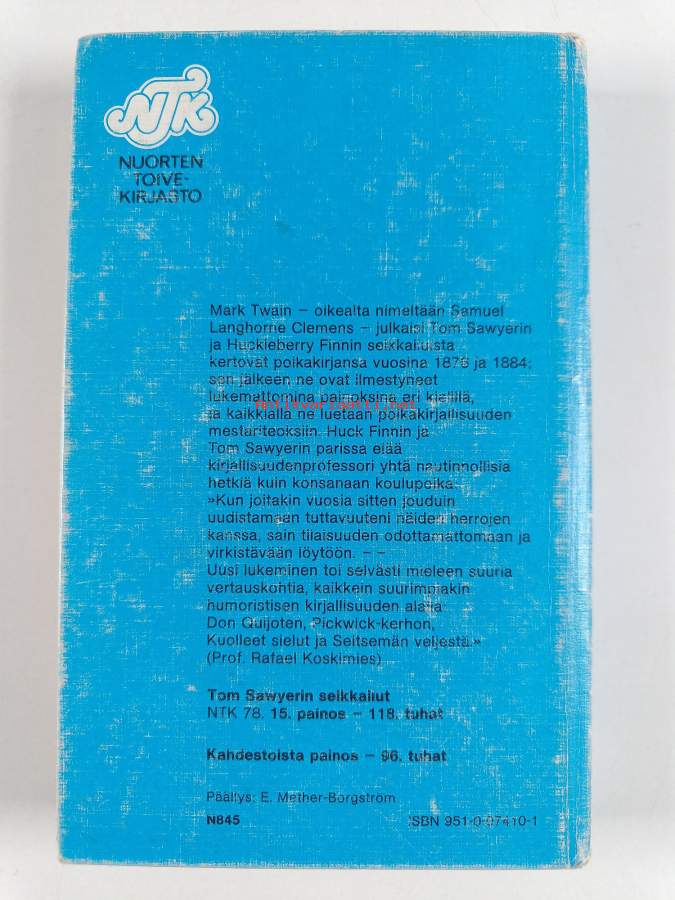 NTK
NUORTEN
TOIVE-
KIRJASTO
Mark Twain – oikealta nimeltään Samuel
Langhorne Clemens – julkaisi Tom Sawyerin
ja Huckleberry Finnin seikkailuista
kertovat poikakirjansa vuosina 1876 ja 1884;
sen jälkeen ne ovat ilmestyneet
lukemattomina painoksina eri kielillä,
ja kaikkialla ne luetaan poikakirjallisuuden
mestariteoksiin. Huck Finnin ja
Tom Sawyerin parissa elää
kirjallisuudenprofessori yhtä nautinnollisia
hetkiä kuin konsanaan koulupoika:
»Kun joitakin vuosia sitten jouduin
uudistamaan tuttavuuteni näiden herrojen
kanssa, sain tilaisuuden odottamattomaan ja
virkistävään löytöön. – –
Uusi lukeminen toi selvästi mieleen suuria
vertauskohtia, kaikkein suurimmakin
humoristisen kirjallisuuden alalla:
Don Quijoten, Pickwick-kerhon,
Kuolleet sielut ja Seitsemän veljestä.»
(Prof. Rafael Koskimies)
Tom Sawyerin seikkailut
NTK 78. 15. painos – 118. tuhat
Kahdestoista painos – 96. tuhat
Päällys: E. Mether-Borgström
N845 ISBN 951-0-07410-1
antikvariaatti.net